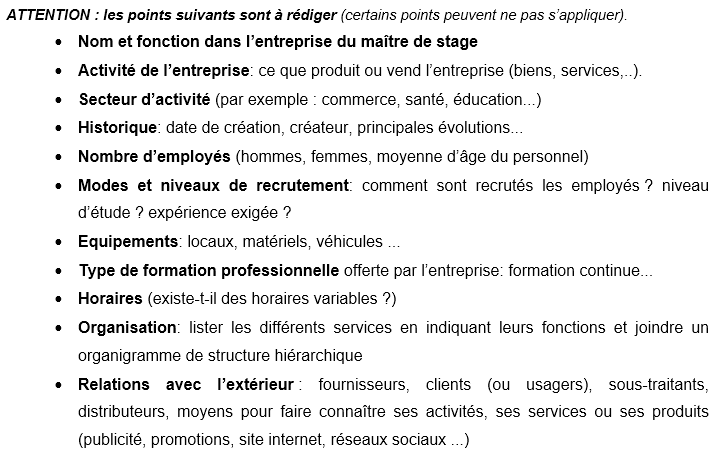 ATTENTION : les points suivants sont à rédiger (certains points peuvent ne pas s’appliquer).
• Nom et fonction dans l’entreprise du maître de stage
• Activité de l’entreprise: ce que produit ou vend l’entreprise (biens, services,..).
• Secteur d’activité (par exemple : commerce, santé, éducation...)
• Historique: date de création, créateur, principales évolutions...
• Nombre d’employés (hommes, femmes, moyenne d’âge du personnel)
• Modes et niveaux de recrutement: comment sont recrutés les employés ? niveau
d’étude ? expérience exigée ?
• Equipements: locaux, matériels, véhicules ...
• Type de formation professionnelle offerte par l’entreprise: formation continue...
• Horaires (existe-t-il des horaires variables ?)
• Organisation: lister les différents services en indiquant leurs fonctions et joindre un
organigramme de structure hiérarchique
• Relations avec l’extérieur : fournisseurs, clients (ou usagers), sous-traitants,
distributeurs, moyens pour faire connaître ses activités, ses services ou ses produits
(publicité, promotions, site internet, réseaux sociaux ...)